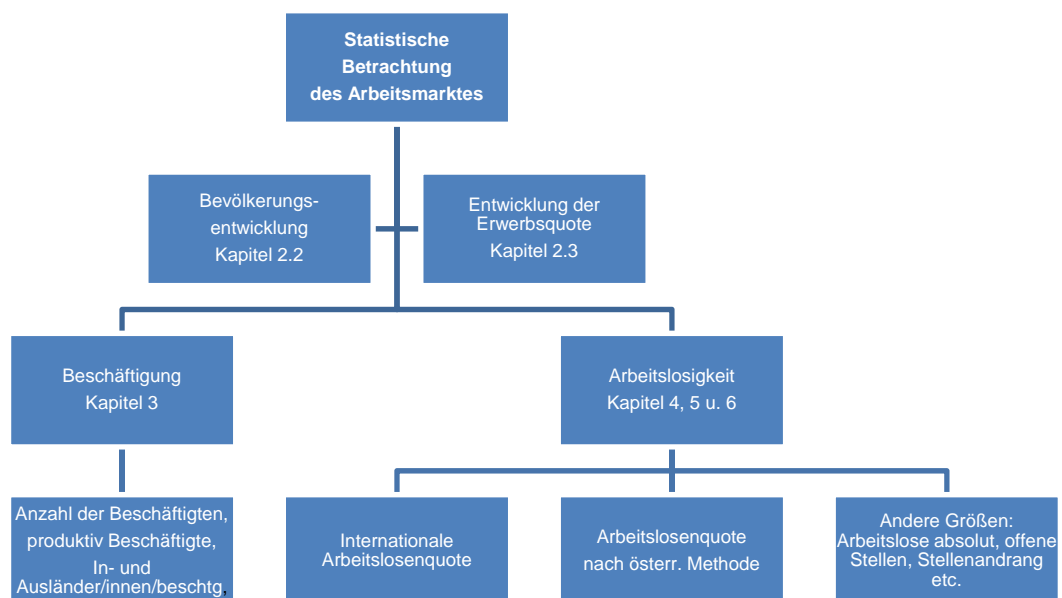 Statistische
Betrachtung
des Arbeitsmarktes
Bevölkerungs-
entwicklung
Kapitel 2.2
Entwicklung der
Erwerbsquote
Kapitel 2.3
Beschäftigung
Kapitel 3
Arbeitslosigkeit
Kapitel 4, 5 u. 6
Anzahl der Beschäftigten,
produktiv Beschäftigte,
In- und
Ausländer/innen/beschtg,
Internationale
Arbeitslosenquote
Arbeitslosenquote
nach österr. Methode
Andere Größen:
Arbeitslose absolut, offene
Stellen, Stellenandrang
etc.